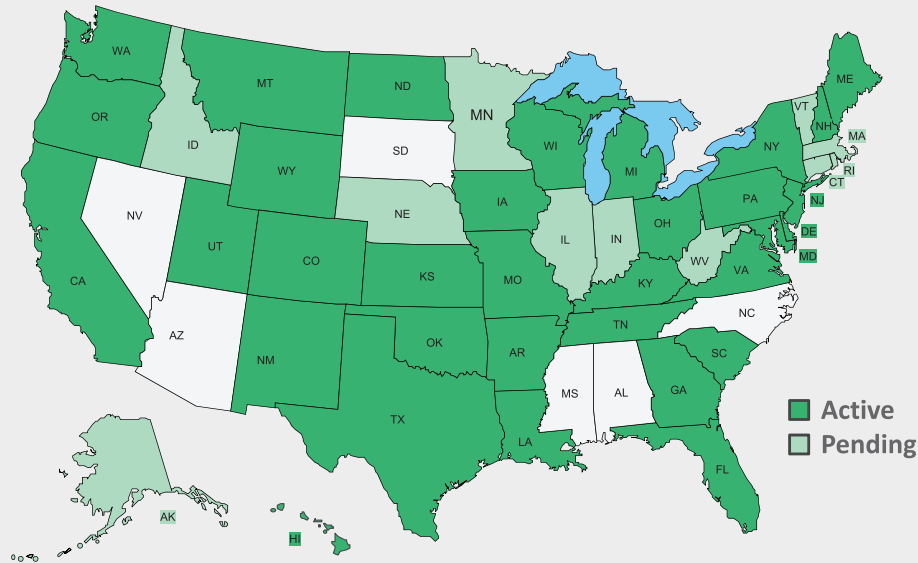 WA
ME
MT
ND
VT
MN
OR
NH
MA
ID
WI
NY
SD
MI
RI
WY
CT
PA
IA
NJ
NE
NV
OH
DE
IL
IN
UT
MD
WV
CO
VA
KS
MO
KY
CA
NC
TN
AZ
OK
AR
SC
NM
GA
MS
AL
Active
TX
LA
Pending
FL
AK
HI